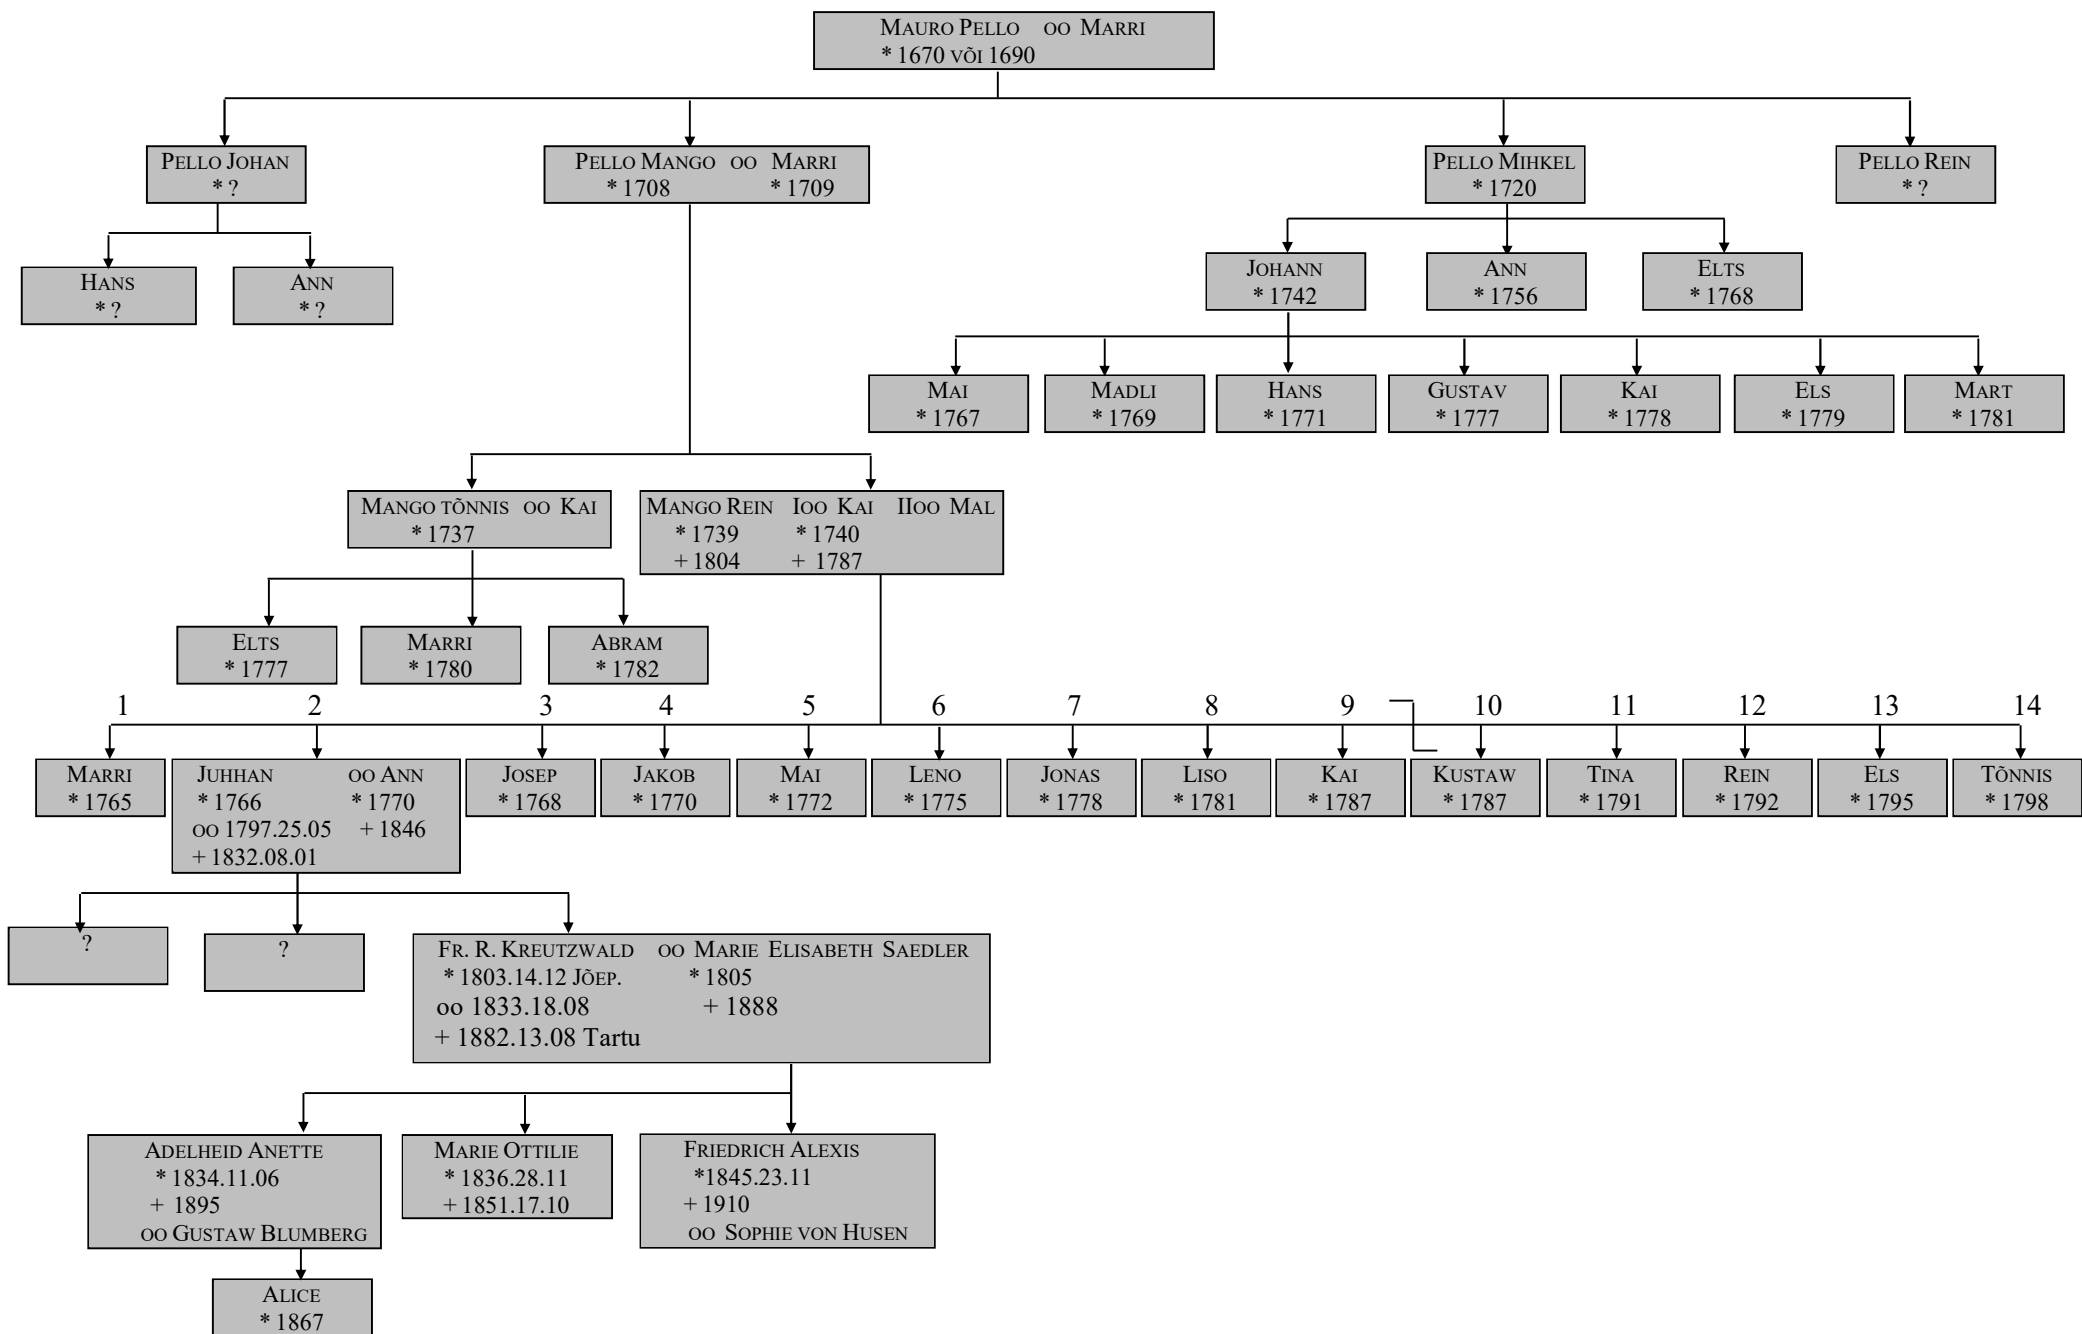 MAURO PELLO OO MARRI
* 1670 VÕI 1690
PELLO JOHAN
* ?
PELLO MANGO OO MARRI
* 1708 * 1709
PELLO MIHKEL
* 1720
PELLO REIN
* ?
HANS
* ?
ANN
* ?
JOHANN
* 1742
ANN
* 1756
ELTS
* 1768
MAI
* 1767
MADLI
* 1769
HANS
* 1771
GUSTAV
* 1777
KAI
* 1778
ELS
* 1779
MART
* 1781
MANGO TÕNNIS OO KAI
* 1737
MANGO REIN IOO KAI IIOO MAL
* 1739 * 1740
+ 1804 + 1787
ELTS
* 1777
MARRI
* 1780
ABRAM
* 1782
1 2 3 4 5 6 7 8 9 10 11 12 13 14
MARRI
* 1765
JUHHAN OO ANN
* 1766 * 1770
OO 1797.25.05 + 1846
+ 1832.08.01
JOSEP
* 1768
JAKOB
* 1770
MAI
* 1772
LENO
* 1775
JONAS
* 1778
LISO
* 1781
KAI
* 1787
KUSTAW
* 1787
TINA
* 1791
REIN
* 1792
ELS
* 1795
TÕNNIS
* 1798
?
?
FR. R. KREUTZWALD OO MARIE ELISABETH SAEDLER
* 1803.14.12 JÕEP. * 1805
oo 1833.18.08 + 1888
+ 1882.13.08 Tartu
ADELHEID ANETTE
* 1834.11.06
+ 1895
OO GUSTAW BLUMBERG
MARIE OTTILIE
* 1836.28.11
+ 1851.17.10
FRIEDRICH ALEXIS
*1845.23.11
+ 1910
OO SOPHIE VON HUSEN
ALICE
* 1867